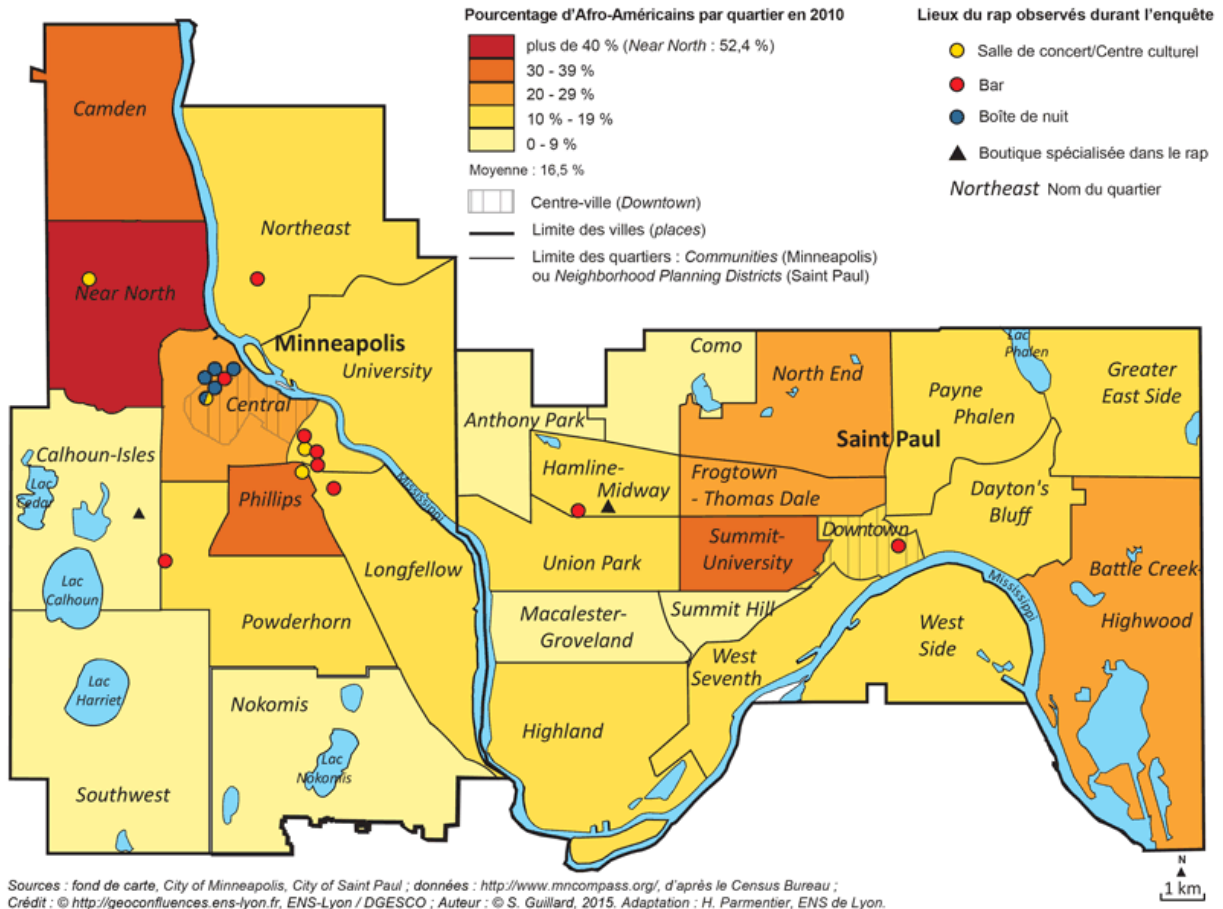 Pourcentage d'Afro-Américains par quartier en 2010
plus de 40 % (Near North : 52,4 %)
30 - 39 %
20 - 29 %
10 % - 19 %
0 - 9 %
Moyenne : 16,5 %
Centre-ville (Downtown)
Limite des villes (places)
Limite des quartiers : Communities (Minneapolis)
ou Neighborhood Planning Districts (Saint Paul)
Lieux du rap observés durant l'enquête
Salle de concert/Centre culturel
Bar
Boîte de nuit
Boutique spécialisée dans le rap
Northeast Nom du quartier
Camden
Northeast
Near North
Minneapolis
University
Central
Calhoun-Isles
Lac
Cedar
Phillips
Mississippi
Lac
Calhoun
Longfellow
Powderhorn
Lac
Harriet
Nokomis
Lac
Nokomis
Southwest
Como
Lac
Phalen
North End
Payne
Phalen
Greater
East Side
Anthony Park
Saint Paul
Hamline-
Midway
Frogtown
- Thomas Dale
Dayton's
Bluff
Downtown
Summit-
University
Union Park
Mississippi
Battle Creek-
Highwood
Macalester-
Groveland
Summit Hill
West
Side
West
Seventh
Highland
N
1 km
Sources : fond de carte, City of Minneapolis, City of Saint Paul ; données : http://www.mncompass.org/, d'après le Census Bureau ;
Crédit : © http://geoconfluences.ens-lyon.fr, ENS-Lyon / DGESCO ; Auteur : © S. Guillard, 2015. Adaptation : H. Parmentier, ENS de Lyon.